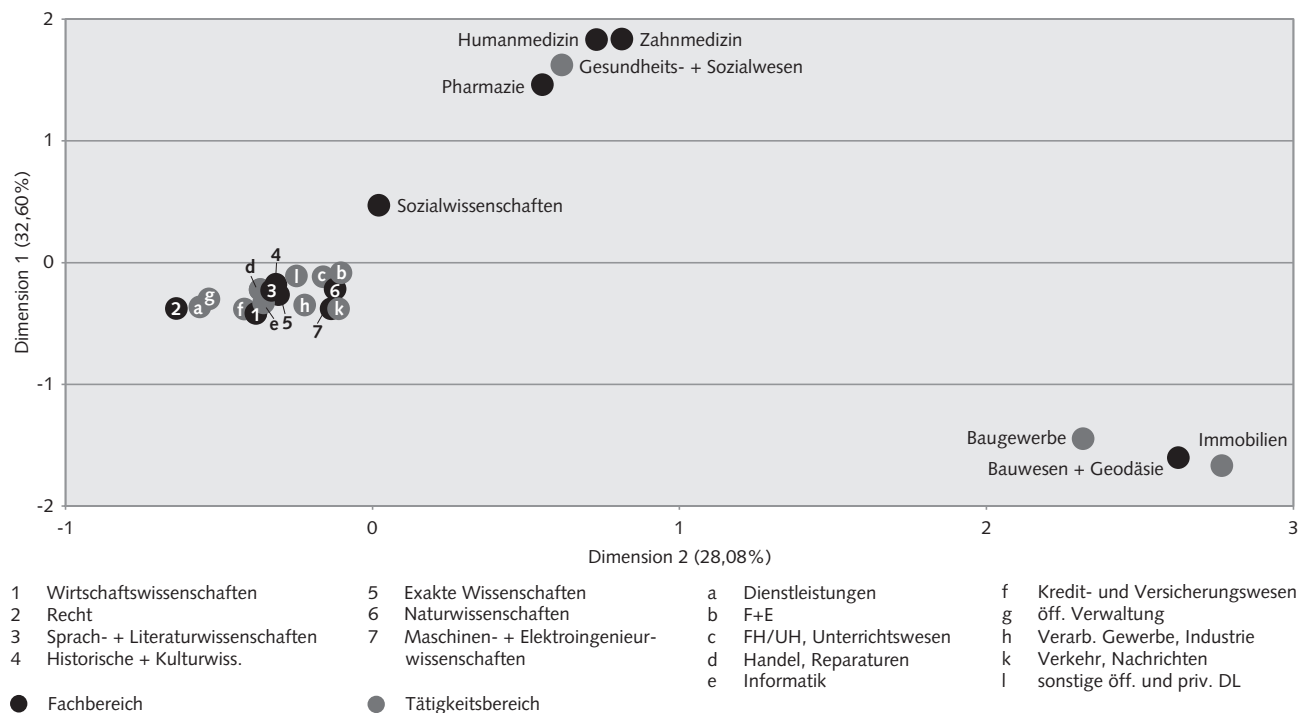 2
Humanmedizin
Zahnmedizin
Gesundheits- + Sozialwesen
Pharmazie
1
Sozialwissenschaften
4
d
0
l
c
b
3
6
g
2
a
f
1
h
k
e
5
7
-1
Baugewerbe
Immobilien
Bauwesen + Geodäsie
-2
Dimension 1 (32,60%)
-1
0
1
2
3
Dimension 2 (28,08%)
1 Wirtschaftswissenschaften
2 Recht
3 Sprach- + Literaturwissenschaften
4 Historische + Kulturwiss.
5 Exakte Wissenschaften
6 Naturwissenschaften
7 Maschinen- + Elektroingenieur-
wissenschaften
a Dienstleistungen
b F+E
c FH/UH, Unterrichtswesen
d Handel, Reparaturen
e Informatik
f Kredit- und Versicherungswesen
g öff. Verwaltung
h Verarb. Gewerbe, Industrie
k Verkehr, Nachrichten
l sonstige öff. und priv. DL
Fachbereich
Tätigkeitsbereich